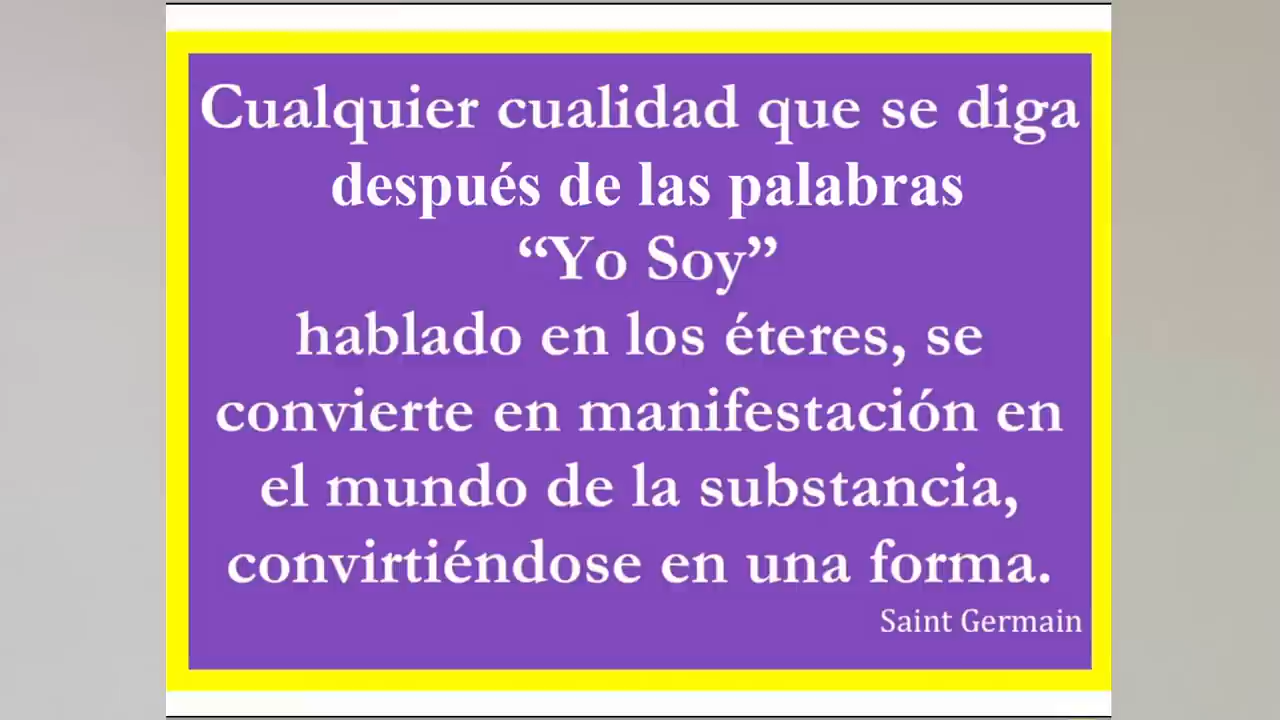 Cualquier cualidad que se diga
después de las palabras
“Yo Soy”
hablado en los éteres, se
convierte en manifestación en
el mundo de la substancia,
convirtiéndose en una forma.
Saint Germain